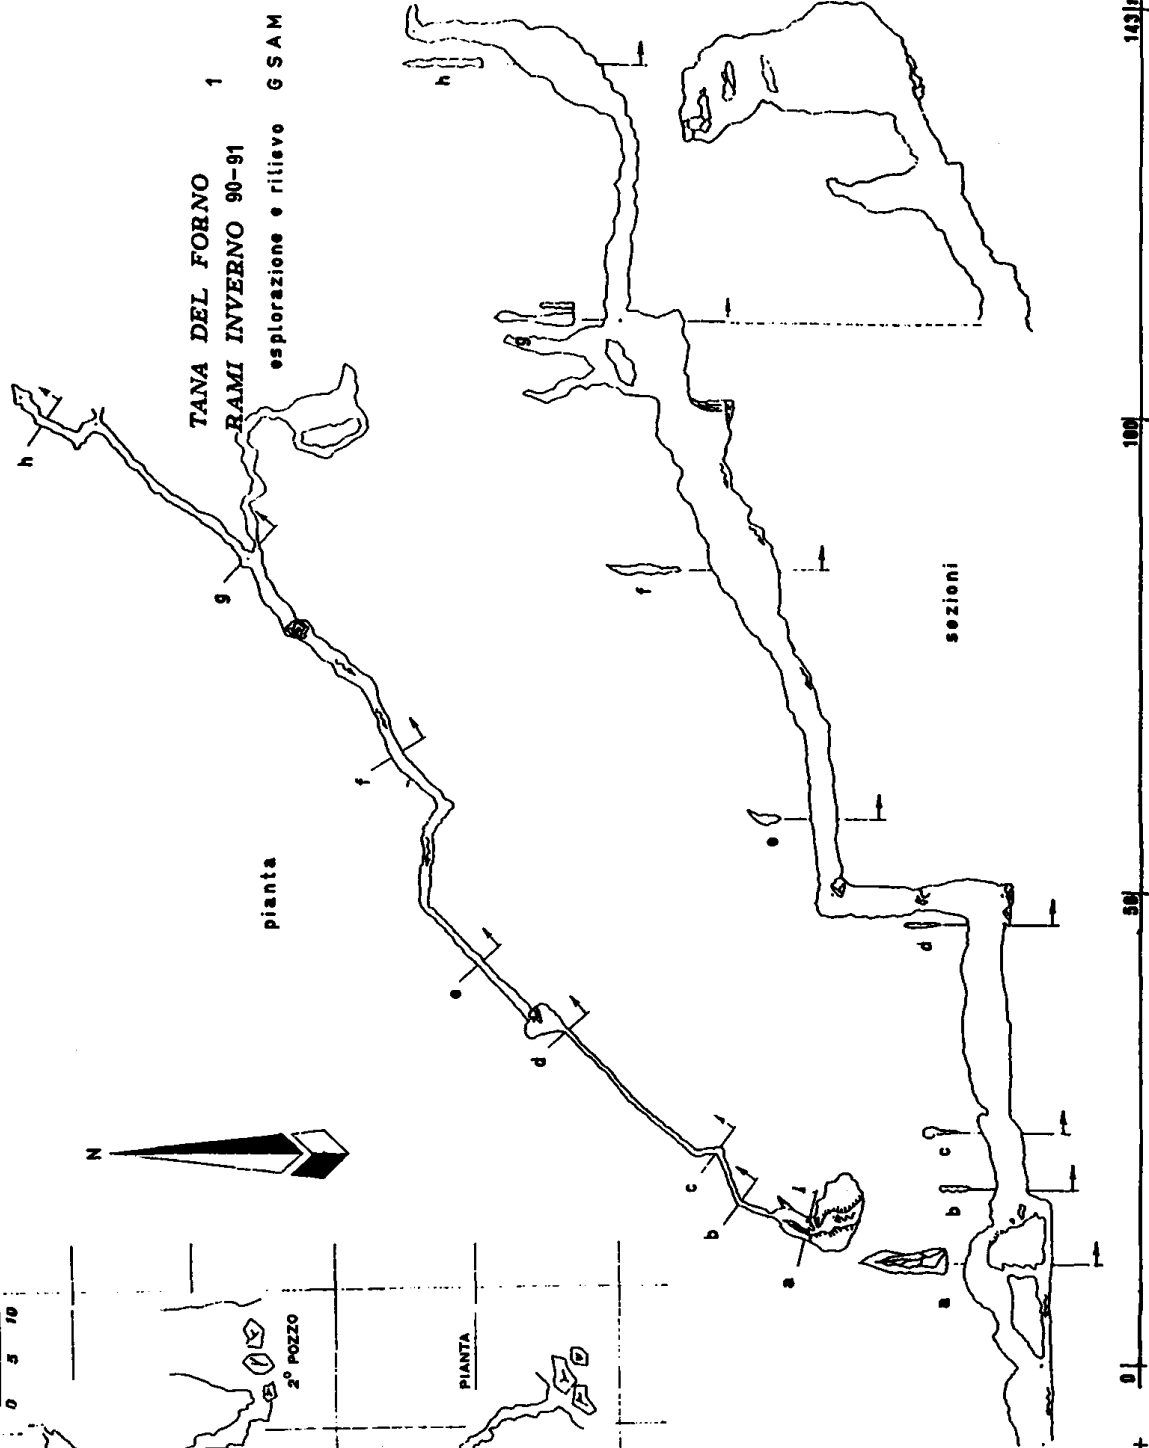 TANA DEL FORNO 1
RAMI INVERNO 90-91
esplorazione e rilievo G S A M
pianta
N
a
b
c
d
e
f
g
h
sezioni
a
b
c
d
e
f
g
h
0
50
100
143
0 5 10
2° POZZO
PIANTA